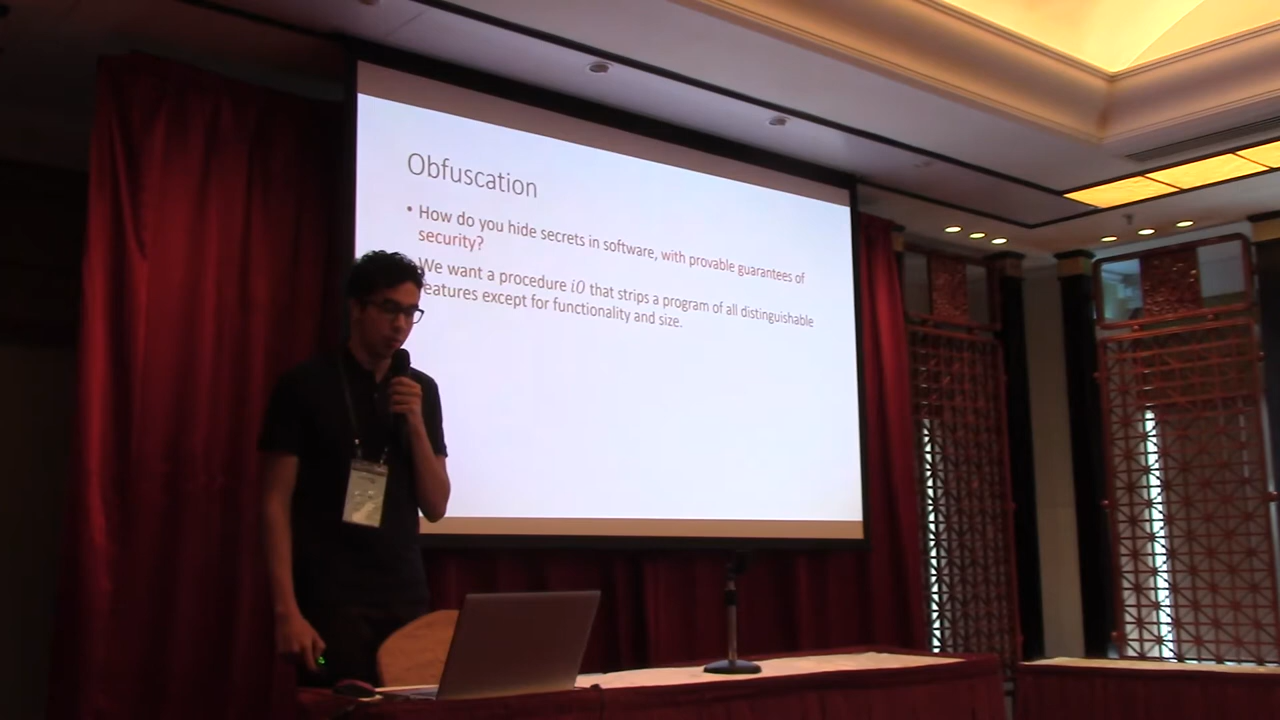 Obfuscation
• How do you hide secrets in software, with provable guarantees of
security?
We want a procedure iO that strips a program of all distinguishable
eatures except for functionality and size.